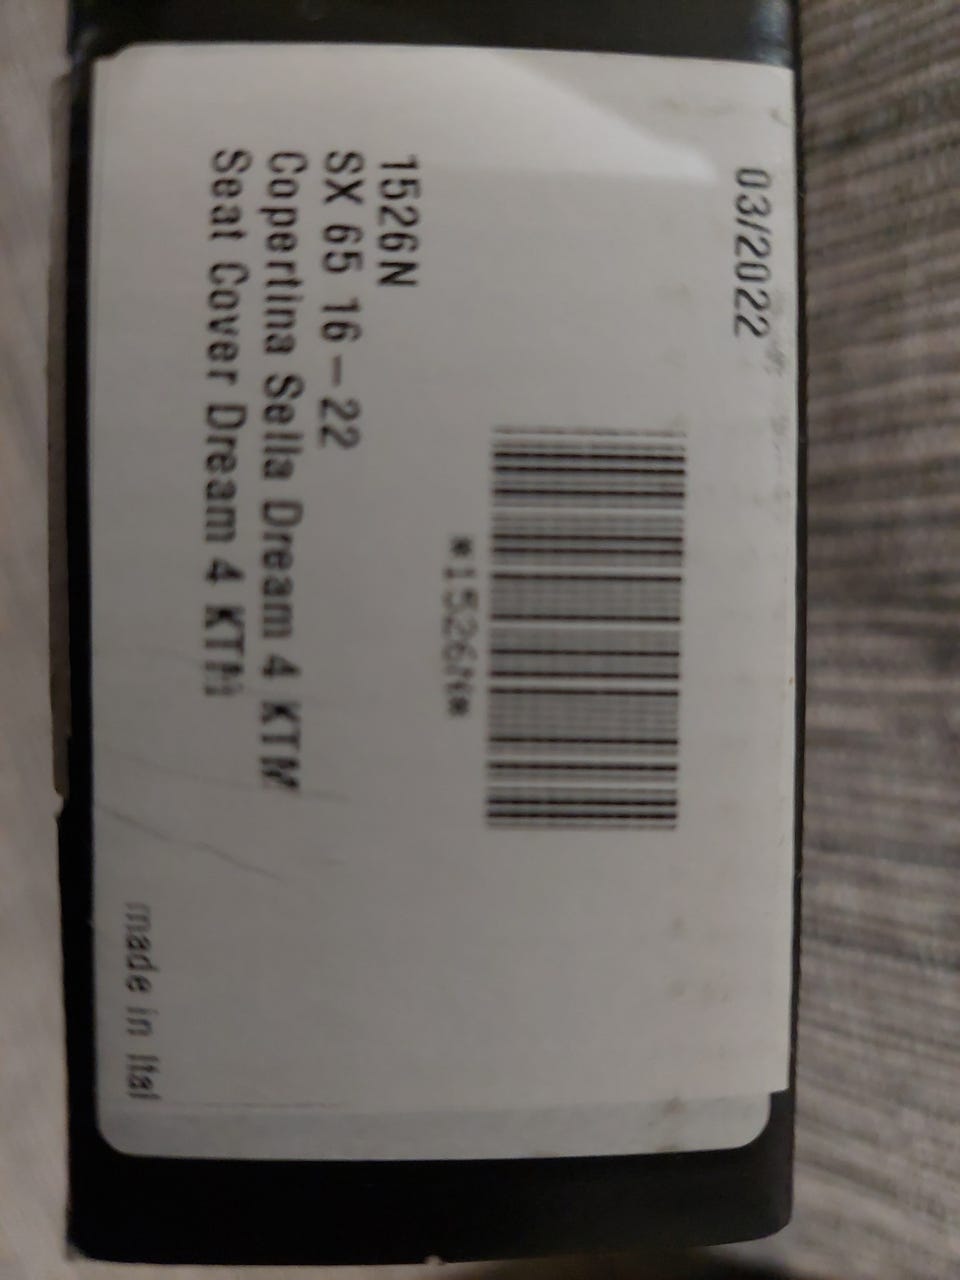 03/2022
*1526N*
1526N
SX 65 16-22
Copertina Sella Dream 4 KTM
Seat Cover Dream 4 KTM
made in Ital